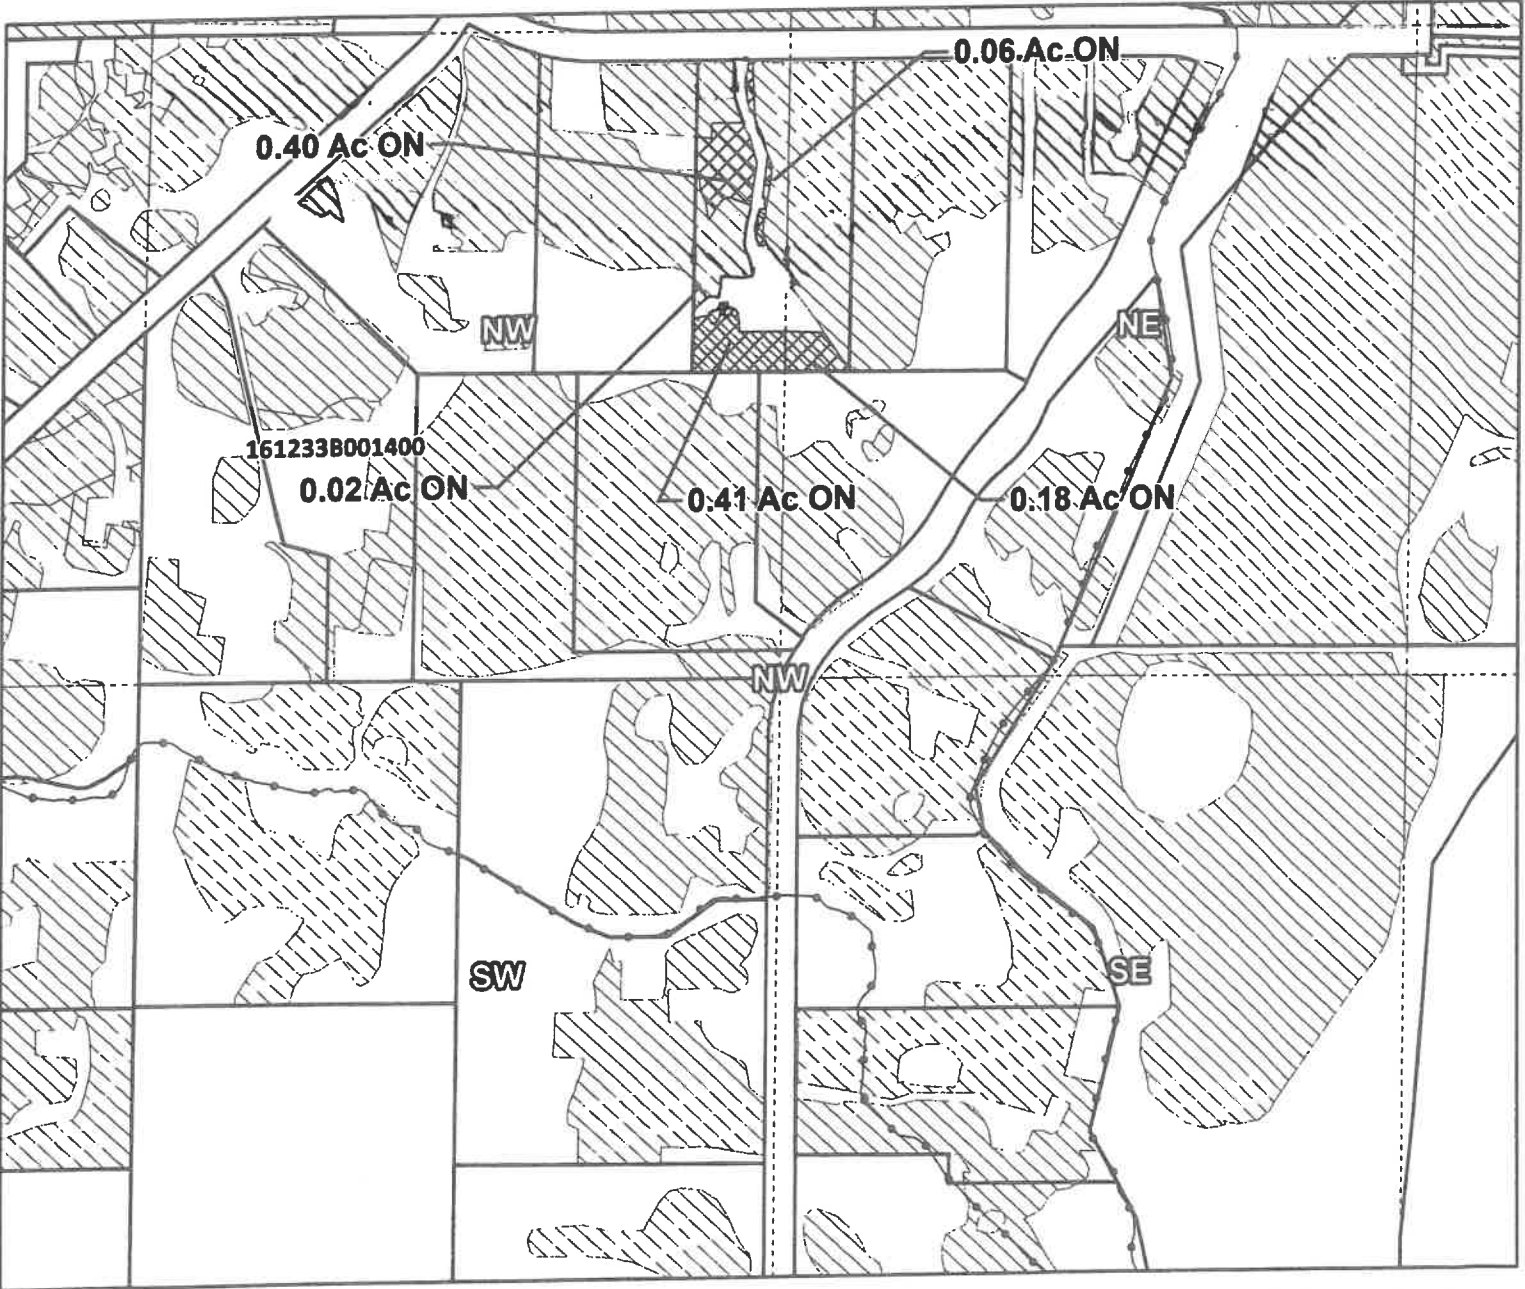 0.06 Ac ON
0.40 Ac ON
NW
NE
161233B001400
0.02 Ac ON
0.41 Ac ON
0.18 Ac ON
NW
SW
SE